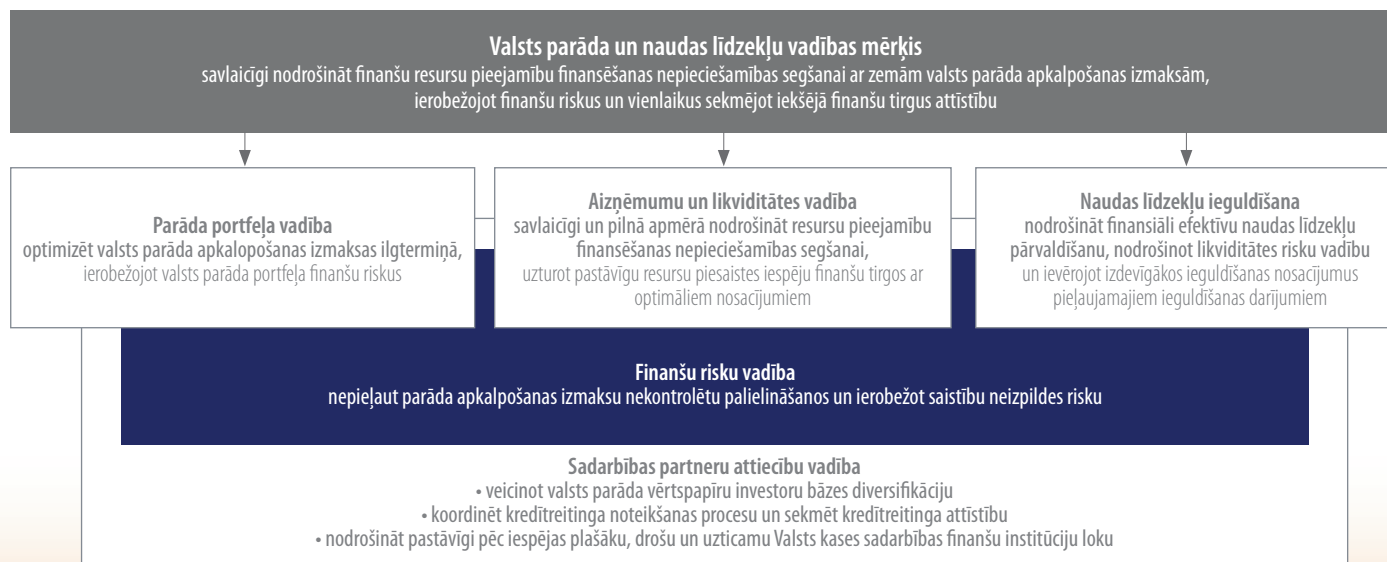 Valsts parāda un naudas līdzekļu vadības mērķis
savlaicīgi nodrošināt finanšu resursu pieejamību finansēšanas nepieciešamības segšanai ar zemām valsts parāda apkalpošanas izmaksām,
ierobežojot finanšu riskus un vienlaikus sekmējot iekšējā finanšu tirgus attīstību
Parāda portfeļa vadība
optimizēt valsts parāda apkalopošanas izmaksas ilgtermiņā,
ierobežojot valsts parāda portfeļa finanšu riskus
Aizņēmumu un likviditātes vadība
savlaicīgi un pilnā apmērā nodrošināt resursu pieejamību
finansēšanas nepieciešamības segšanai,
uzturot pastāvīgu resursu piesaistes iespēju finanšu tirgos ar
optimāliem nosacījumiem
Naudas līdzekļu ieguldīšana
nodrošināt finansiāli efektīvu naudas līdzekļu
pārvaldīšanu, nodrošinot likviditātes risku vadību
un ievērojot izdevīgākos ieguldīšanas nosacījumus
pieļaujamajiem ieguldīšanas darījumiem
Finanšu risku vadība
nepieļaut parāda apkalpošanas izmaksu nekontrolētu palielināšanos un ierobežot saistību neizpildes risku
Sadarbības partneru attiecību vadība
• veicinot valsts parāda vērtspapīru investoru bāzes diversifikāciju
• koordinēt kredītreitinga noteikšanas procesu un sekmēt kredītreitinga attīstību
• nodrošināt pastāvīgi pēc iespējas plašāku, drošu un uzticamu Valsts kases sadarbības finanšu institūciju loku